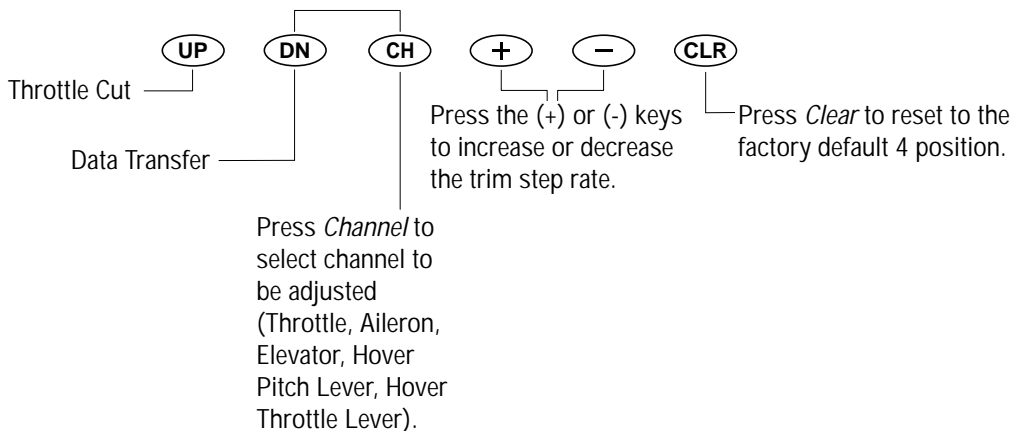 UP DN CH + − CLR
Throttle Cut
Data Transfer
Press Channel to
select channel to
be adjusted
(Throttle, Aileron,
Elevator, Hover
Pitch Lever, Hover
Throttle Lever).
Press the (+) or (-) keys
to increase or decrease
the trim step rate.
Press Clear to reset to the
factory default 4 position.